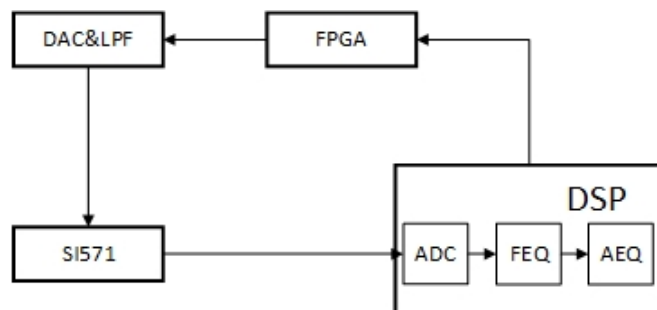 DAC&LPF
FPGA
DSP
SI571
ADC
FEQ
AEQ